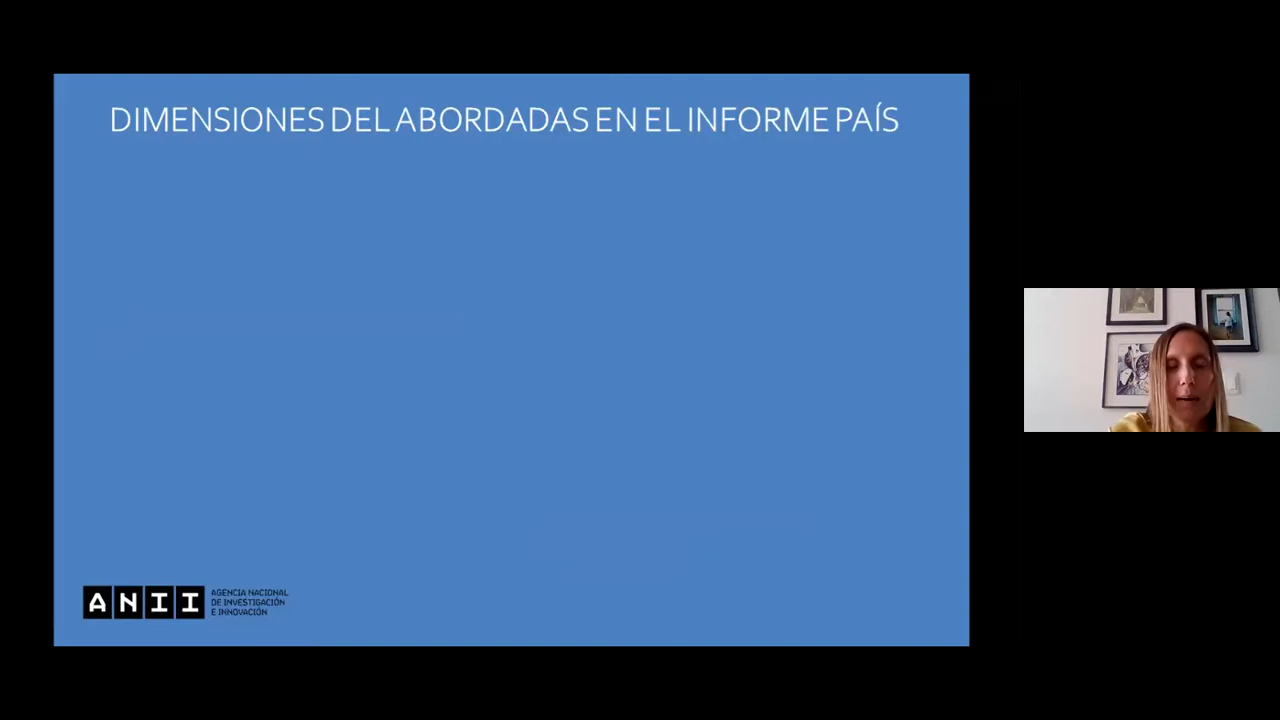 DIMENSIONES DEL ABORDADAS EN EL INFORME PAÍS
ANII
AGENCIA NACIONAL
DE INVESTIGACIÓN
E INNOVACIÓN